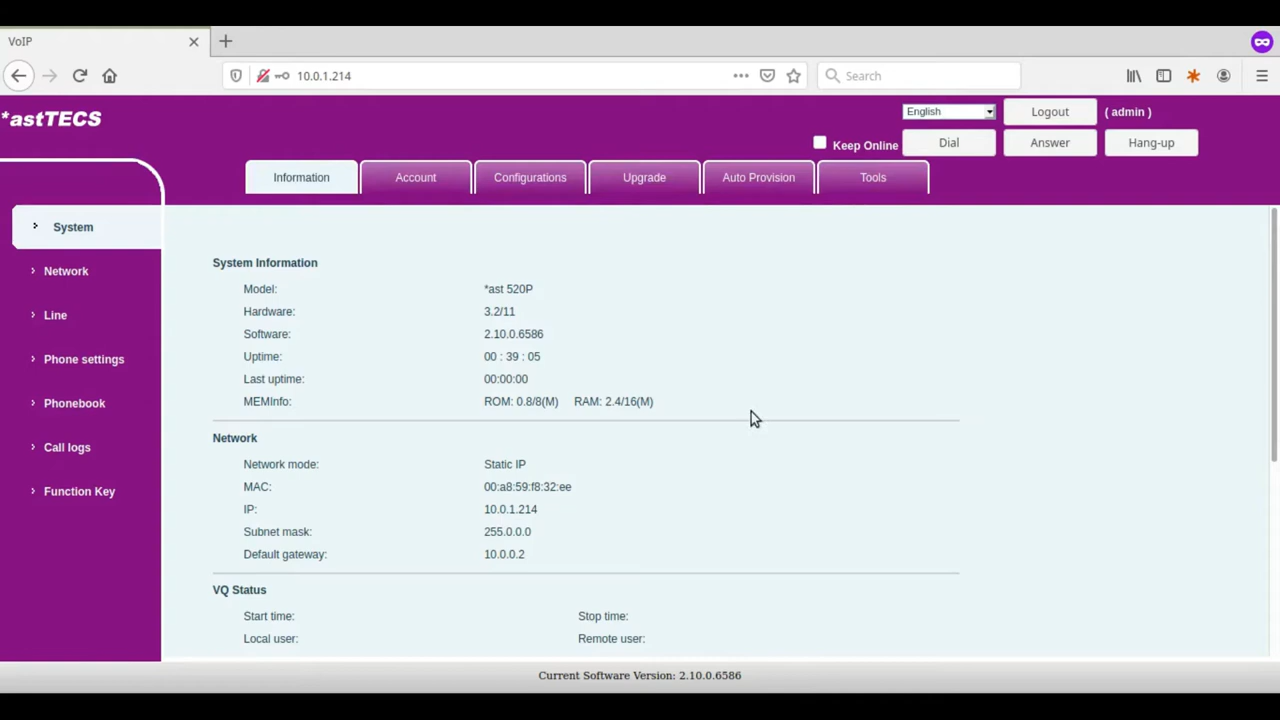 VoIP
10.0.1.214
Search
*astTECS
English
Logout
( admin )
Keep Online
Dial
Answer
Hang-up
Information
Account
Configurations
Upgrade
Auto Provision
Tools
System
Network
Line
Phone settings
Phonebook
Call logs
Function Key
System Information
Model: *ast 520P
Hardware: 3.2/11
Software: 2.10.0.6586
Uptime: 00 : 39 : 05
Last uptime: 00:00:00
MEMInfo: ROM: 0.8/8(M) RAM: 2.4/16(M)
Network
Network mode: Static IP
MAC: 00:a8:59:f8:32:ee
IP: 10.0.1.214
Subnet mask: 255.0.0.0
Default gateway: 10.0.0.2
VQ Status
Start time: Stop time:
Local user: Remote user:
Current Software Version: 2.10.0.6586